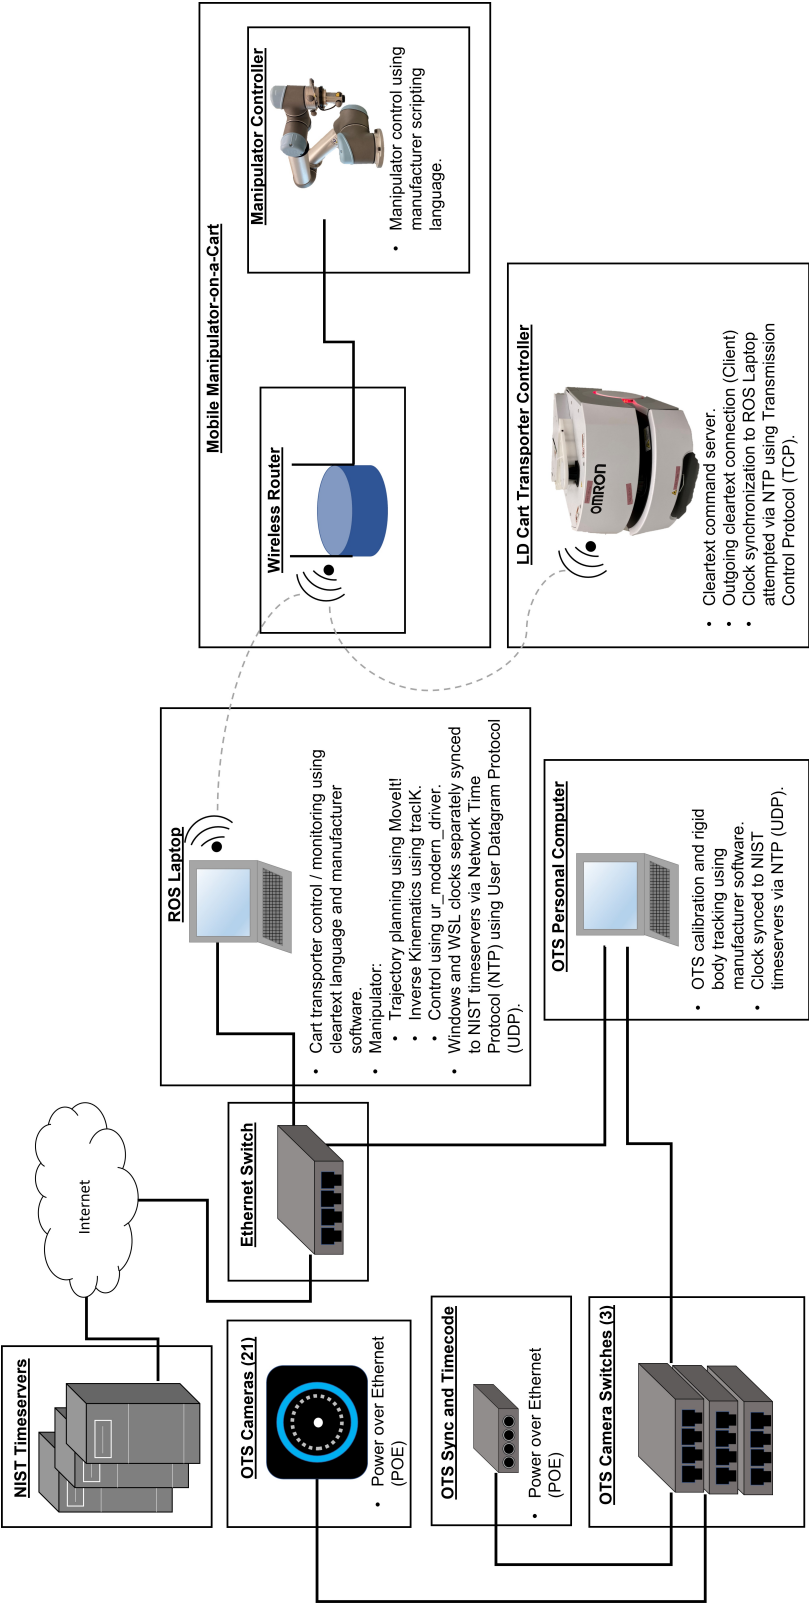 NIST Timeservers
Internet
OTS Cameras (21)
• Power over Ethernet
(POE)
Ethernet Switch
ROS Laptop
• Cart transporter control / monitoring using
cleartext language and manufacturer
software.
• Manipulator:
• Trajectory planning using MoveIt!
• Inverse Kinematics using tracIK.
• Control using ur_modern_driver.
• Windows and WSL clocks separately synced
to NIST timeservers via Network Time
Protocol (NTP) using User Datagram Protocol
(UDP).
Mobile Manipulator-on-a-Cart
Wireless Router
Manipulator Controller
• Manipulator control using
manufacturer scripting
language.
OTS Sync and Timecode
• Power over Ethernet
(POE)
OTS Camera Switches (3)
OTS Personal Computer
• OTS calibration and rigid
body tracking using
manufacturer software.
• Clock synced to NIST
timeservers via NTP (UDP).
LD Cart Transporter Controller
OMRON
• Cleartext command server.
• Outgoing cleartext connection (Client)
• Clock synchronization to ROS Laptop
attempted via NTP using Transmission
Control Protocol (TCP).